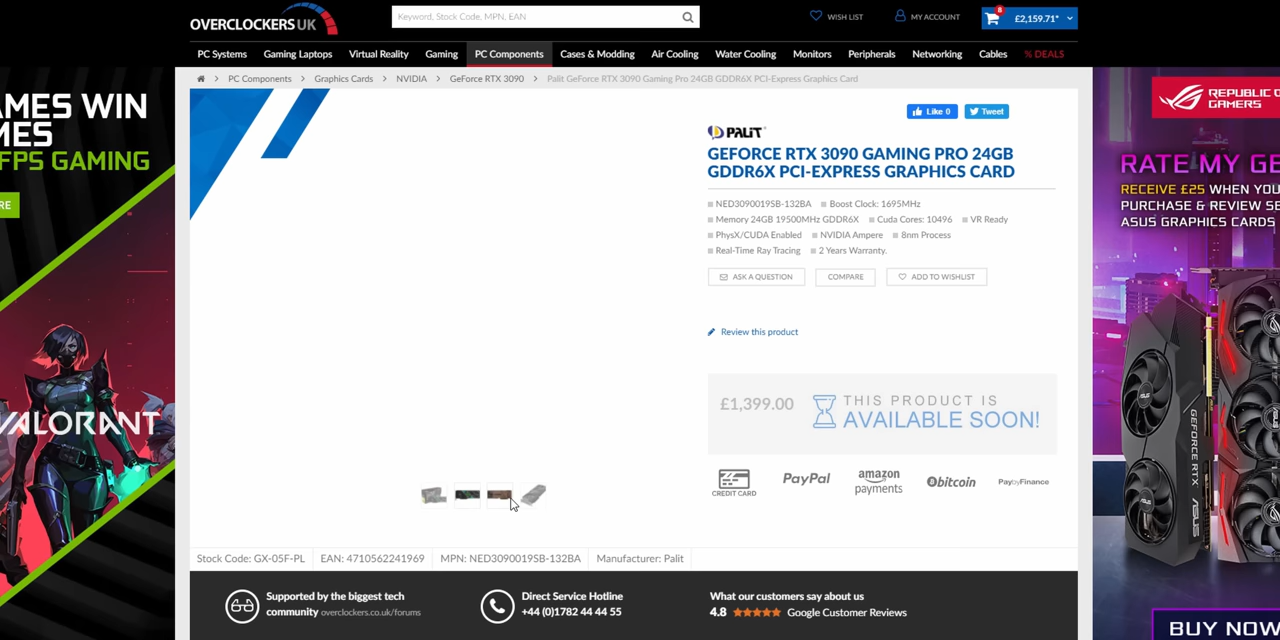 OVERCLOCKERS UK
Keyword, Stock Code, MPN, EAN
WISH LIST
MY ACCOUNT
8
£2,159.71*
PC Systems
Gaming Laptops
Virtual Reality
Gaming
PC Components
Cases & Modding
Air Cooling
Water Cooling
Monitors
Peripherals
Networking
Cables
% DEALS
PC Components > Graphics Cards > NVIDIA > GeForce RTX 3090 > Palit GeForce RTX 3090 Gaming Pro 24GB GDDR6X PCI-Express Graphics Card
AMES WIN
MES
FPS GAMING
RE
VALORANT
Like 0
Tweet
PALIT
GEFORCE RTX 3090 GAMING PRO 24GB
GDDR6X PCI-EXPRESS GRAPHICS CARD
NED3090019SB-132BA Boost Clock: 1695MHz
Memory 24GB 19500MHz GDDR6X Cuda Cores: 10496 VR Ready
PhysX/CUDA Enabled NVIDIA Ampere 8nm Process
Real-Time Ray Tracing 2 Years Warranty.
ASK A QUESTION
COMPARE
ADD TO WISHLIST
Review this product
£1,399.00
THIS PRODUCT IS
AVAILABLE SOON!
CREDIT CARD
PayPal
amazon
payments
bitcoin
PaybyFinance
Stock Code: GX-05F-PL
EAN: 4710562241969
MPN: NED3090019SB-132BA
Manufacturer: Palit
Supported by the biggest tech
community overclockers.co.uk/forums
Direct Service Hotline
+44 (0)1782 44 44 55
What our customers say about us
4.8 Google Customer Reviews
REPUBLIC O
GAMERS
RATE MY GE
RECEIVE £25 WHEN YOU
PURCHASE & REVIEW SE
ASUS GRAPHICS CARDS
GEFORCE RTX
ASUS
BUY NOW